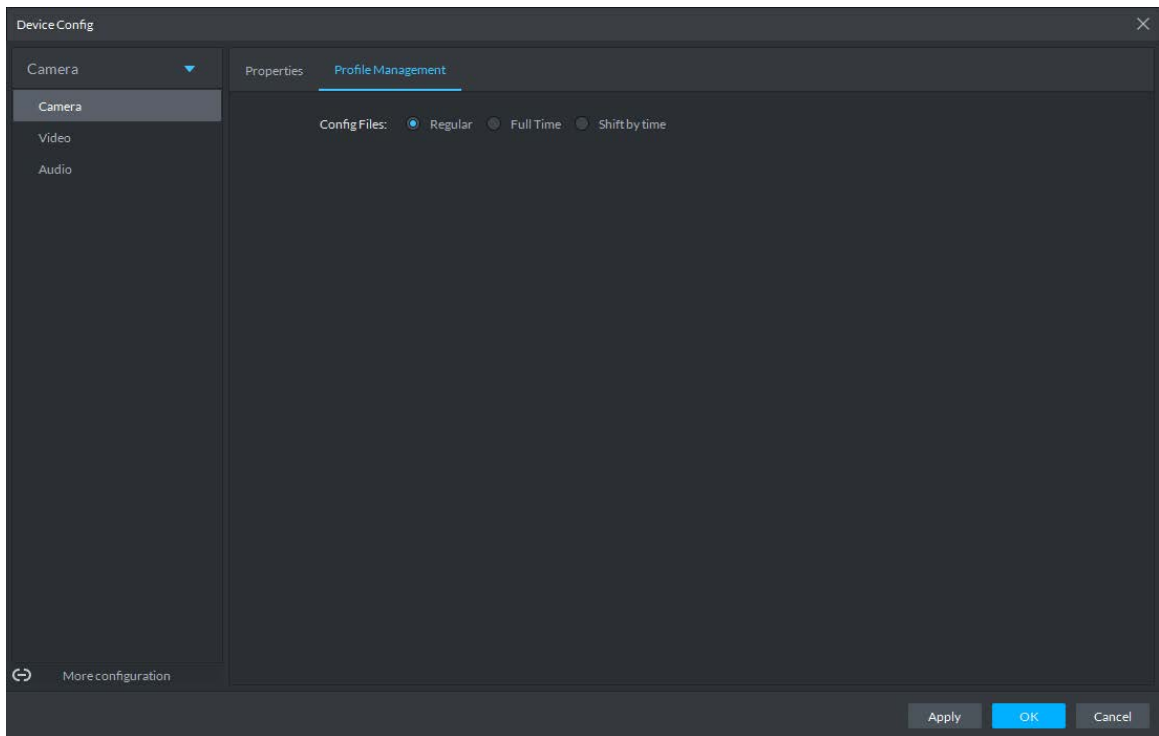 Device Config
Camera
Properties Profile Management
Camera
Config Files: Regular Full Time Shift by time
Video
Audio
More configuration
Apply OK Cancel